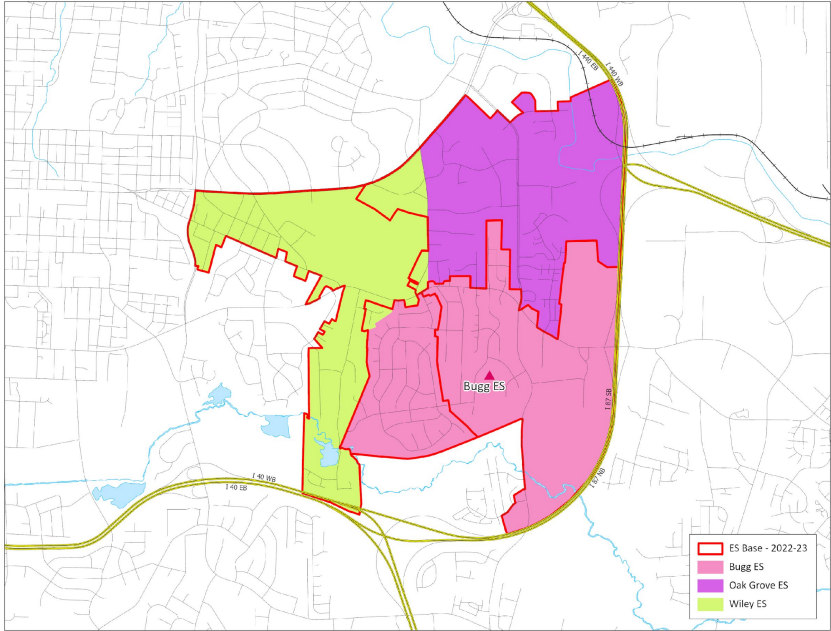 I 440 EB
I 440 WB
Bugg ES
I 87 SB
I 87 NB
I 40 WB
I 40 EB
ES Base - 2022-23
Bugg ES
Oak Grove ES
Wiley ES